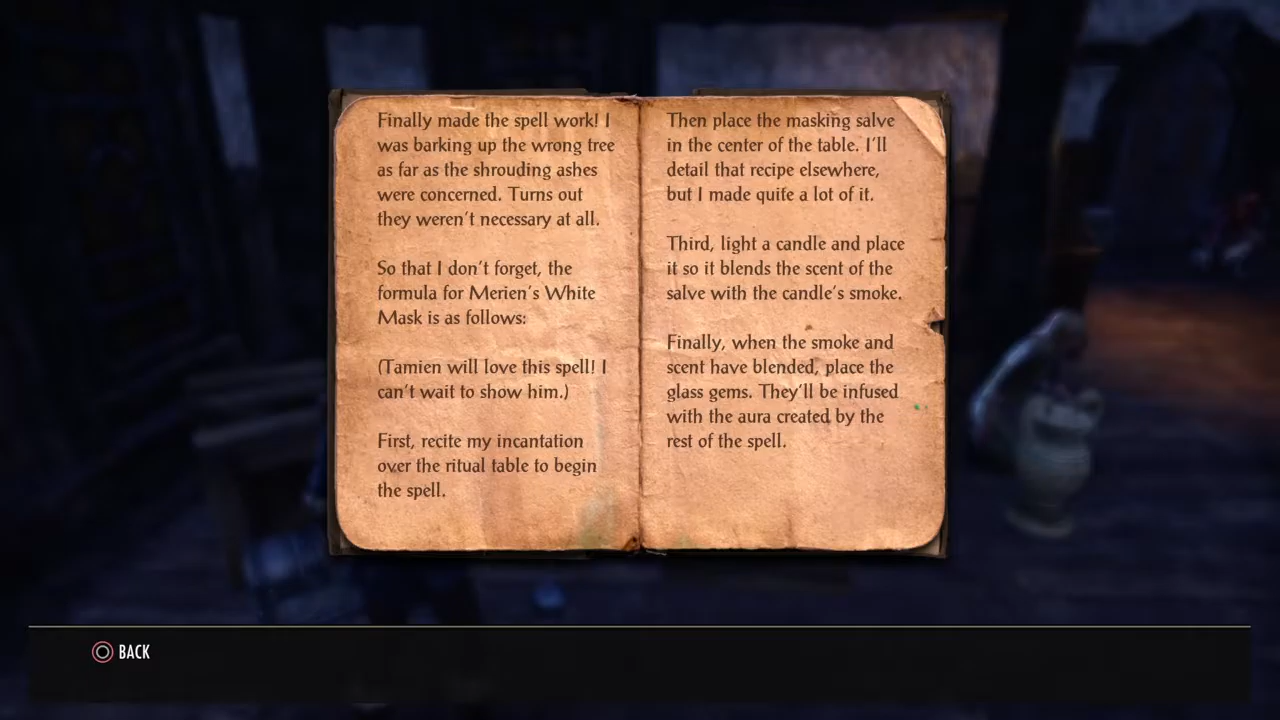 Finally made the spell work! I
was barking up the wrong tree
as far as the shrouding ashes
were concerned. Turns out
they weren't necessary at all.
So that I don't forget, the
formula for Merien's White
Mask is as follows:
(Tamien will love this spell! I
can't wait to show him.)
First, recite my incantation
over the ritual table to begin
the spell.
Then place the masking salve
in the center of the table. I'll
detail that recipe elsewhere,
but I made quite a lot of it.
Third, light a candle and place
it so it blends the scent of the
salve with the candle's smoke.
Finally, when the smoke and
scent have blended, place the
glass gems. They'll be infused
with the aura created by the
rest of the spell.
BACK